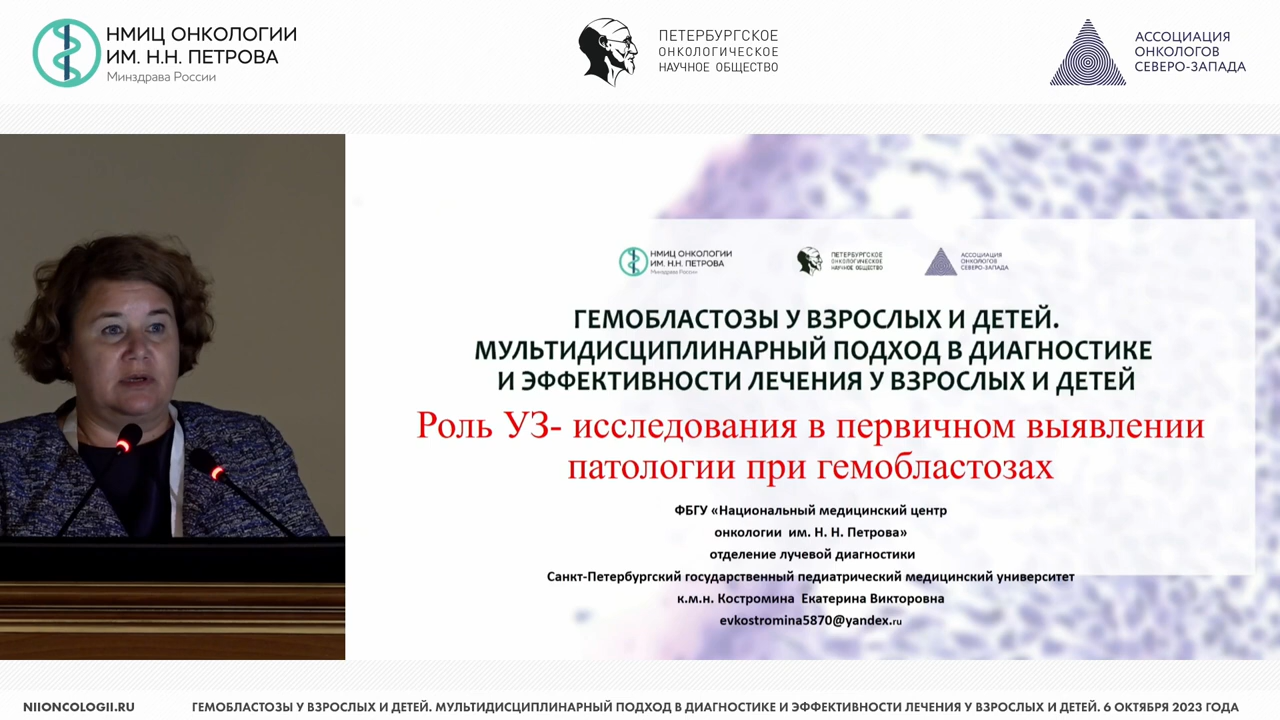 НМИЦ ОНКОЛОГИИ
ИМ. Н.Н. ПЕТРОВА
Минздрава России
ПЕТЕРБУРГСКОЕ
ОНКОЛОГИЧЕСКОЕ
НАУЧНОЕ ОБЩЕСТВО
АССОЦИАЦИЯ
ОНКОЛОГОВ
СЕВЕРО-ЗАПАДА
НМИЦ ОНКОЛОГИИ
ИМ. Н.Н. ПЕТРОВА
Минздрава России
ПЕТЕРБУРГСКОЕ
ОНКОЛОГИЧЕСКОЕ
НАУЧНОЕ ОБЩЕСТВО
АССОЦИАЦИЯ
ОНКОЛОГОВ
СЕВЕРО-ЗАПАДА
ГЕМОБЛАСТОЗЫ У ВЗРОСЛЫХ И ДЕТЕЙ.
МУЛЬТИДИСЦИПЛИНАРНЫЙ ПОДХОД В ДИАГНОСТИКЕ
И ЭФФЕКТИВНОСТИ ЛЕЧЕНИЯ У ВЗРОСЛЫХ И ДЕТЕЙ
Роль УЗ- исследования в первичном выявлении
патологии при гемобластозах
ФБГУ «Национальный медицинский центр
онкологии им. Н. Н. Петрова»
отделение лучевой диагностики
Санкт-Петербургский государственный педиатрический медицинский университет
к.м.н. Костромина Екатерина Викторовна
evkostromina5870@yandex.ru
NIIONCOLOGII.RU
ГЕМОБЛАСТОЗЫ У ВЗРОСЛЫХ И ДЕТЕЙ. МУЛЬТИДИСЦИПЛИНАРНЫЙ ПОДХОД В ДИАГНОСТИКЕ И ЭФФЕКТИВНОСТИ ЛЕЧЕНИЯ У ВЗРОСЛЫХ И ДЕТЕЙ. 6 ОКТЯБРЯ 2023 ГОДА